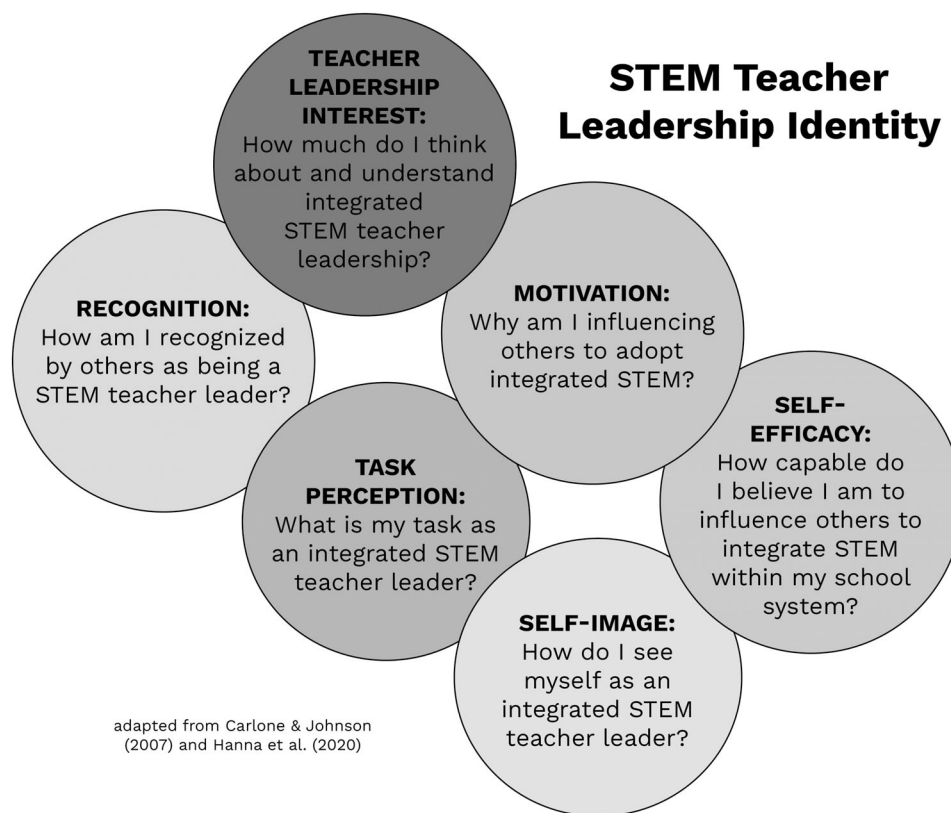 STEM Teacher
Leadership Identity
TEACHER
LEADERSHIP
INTEREST:
How much do I think
about and understand
integrated
STEM teacher
leadership?
RECOGNITION:
How am I recognized
by others as being a
STEM teacher leader?
MOTIVATION:
Why am I influencing
others to adopt
integrated STEM?
TASK
PERCEPTION:
What is my task as
an integrated STEM
teacher leader?
SELF-
EFFICACY:
How capable do
I believe I am to
influence others to
integrate STEM
within my school
system?
SELF-IMAGE:
How do I see
myself as an
integrated STEM
teacher leader?
adapted from Carlone & Johnson
(2007) and Hanna et al. (2020)